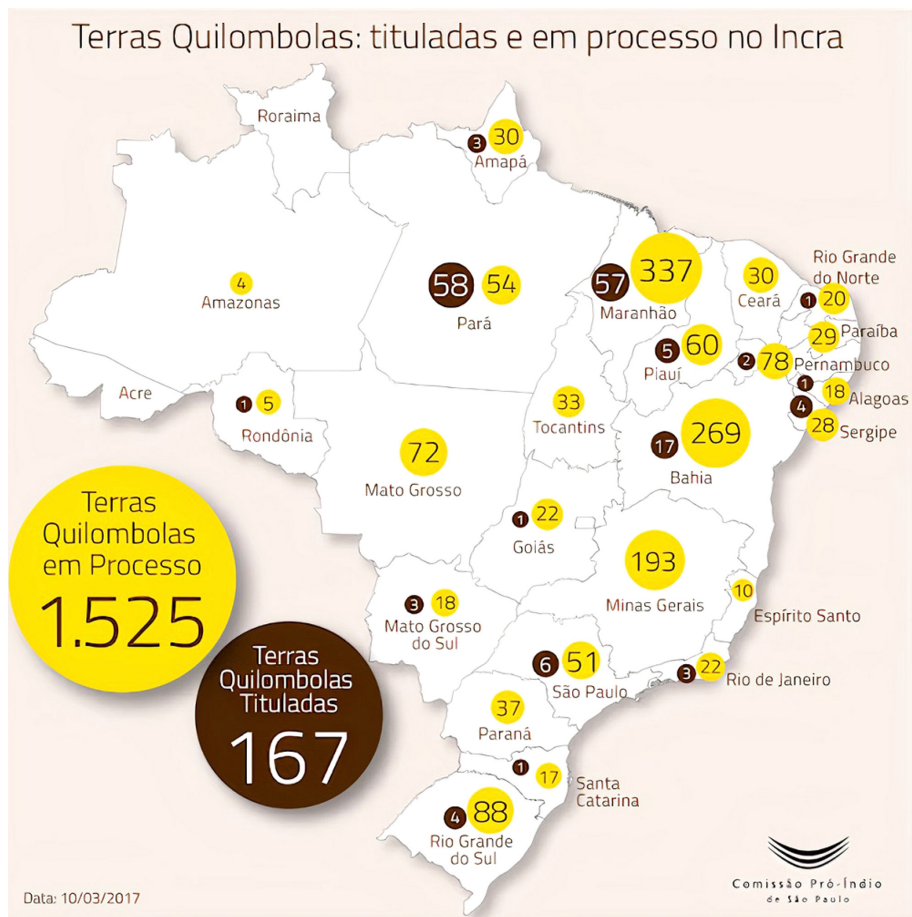 Terras Quilombolas: tituladas e em processo no Incra
Roraima
3
30
Amapá
4
Amazonas
58
54
Pará
57
337
Maranhão
30
Ceará
Rio Grande
do Norte
1
20
29
Paraíba
5
60
Piauí
2
78
Pernambuco
1
18
Alagoas
4
28
Sergipe
Acre
1
5
Rondônia
33
Tocantins
72
Mato Grosso
17
269
Bahia
1
22
Goiás
193
Minas Gerais
10
Espírito Santo
3
18
Mato Grosso
do Sul
6
51
São Paulo
3
22
Rio de Janeiro
37
Paraná
1
17
Santa
Catarina
4
88
Rio Grande
do Sul
Terras
Quilombolas
em Processo
1.525
Terras
Quilombolas
Tituladas
167
Comissão Pró-Índio
de São Paulo
Data: 10/03/2017